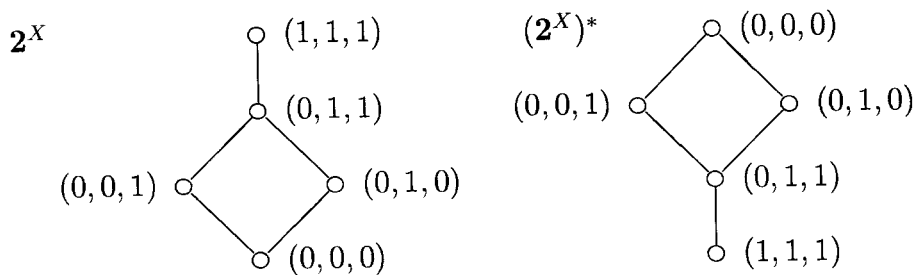 2^X
(1, 1, 1)
(0, 1, 1)
(0, 0, 1)
(0, 1, 0)
(0, 0, 0)
(2^X)*
(0, 0, 0)
(0, 0, 1)
(0, 1, 0)
(0, 1, 1)
(1, 1, 1)